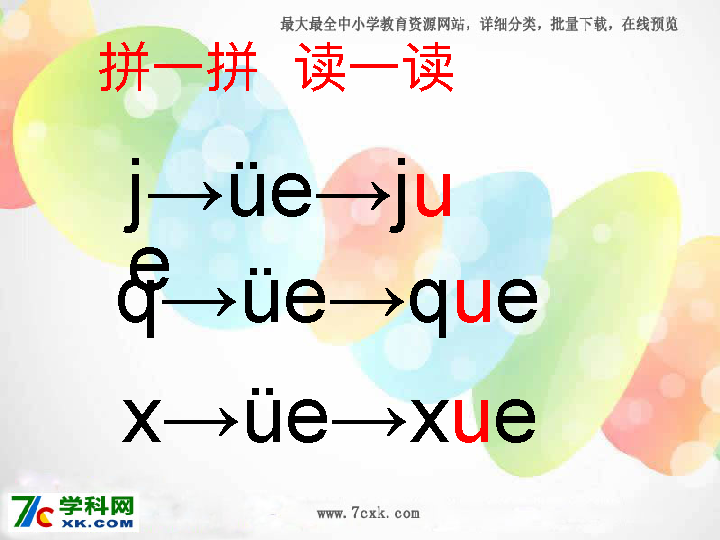 最大最全中小学教育资源网站，详细分类，批量下载，在线预览
拼一拼 读一读
j→üe→ju
e
q→üe→que
x→üe→xue
7c 学科网
XK.COM
www.7cxk.com